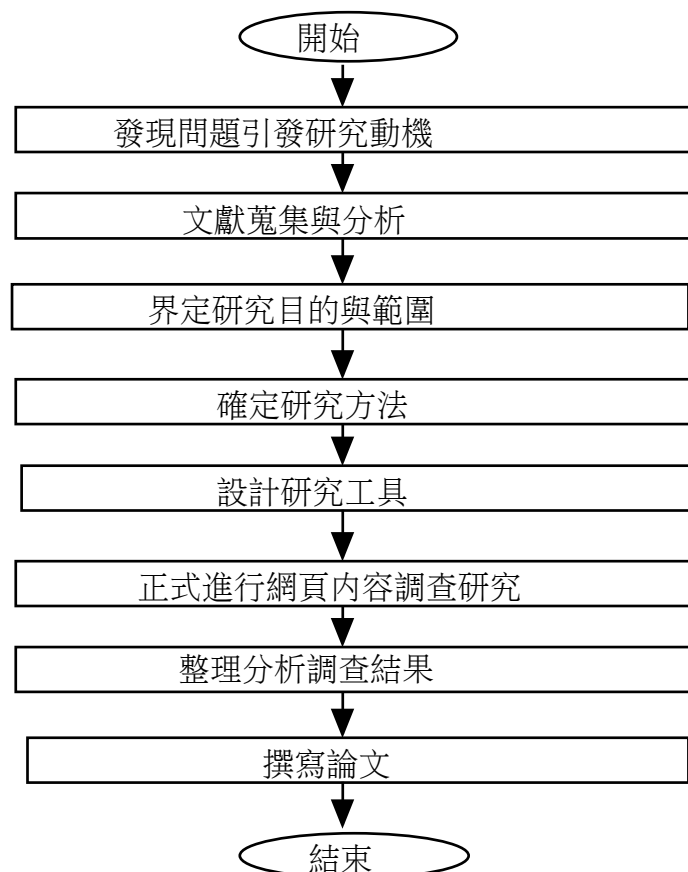 開始
發現問題引發研究動機
文獻蒐集與分析
界定研究目的與範圍
確定研究方法
設計研究工具
正式進行網頁內容調查研究
整理分析調查結果
撰寫論文
結束